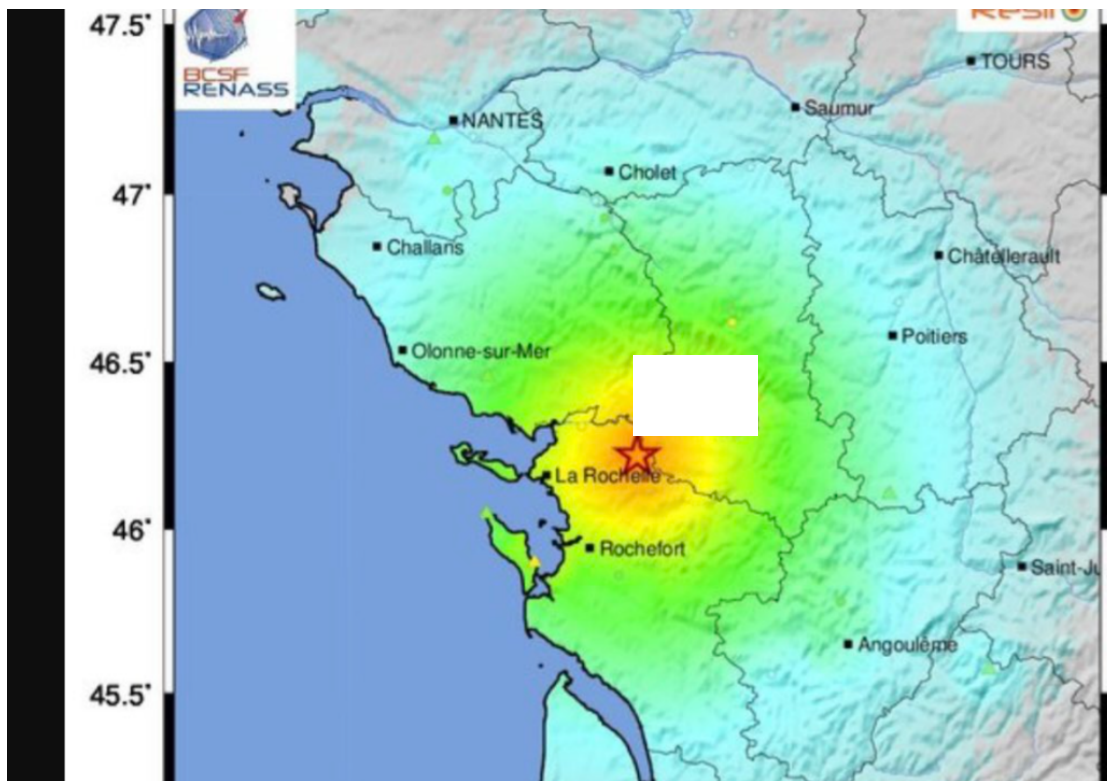 47.5°
BCSF
RENASS
Résif
TOURS
Saumur
NANTES
Cholet
47°
Challans
Châtellerault
Poitiers
46.5°
Olonne-sur-Mer
La Rochelle
46°
Rochefort
Saint-Ju
Angoulême
45.5°